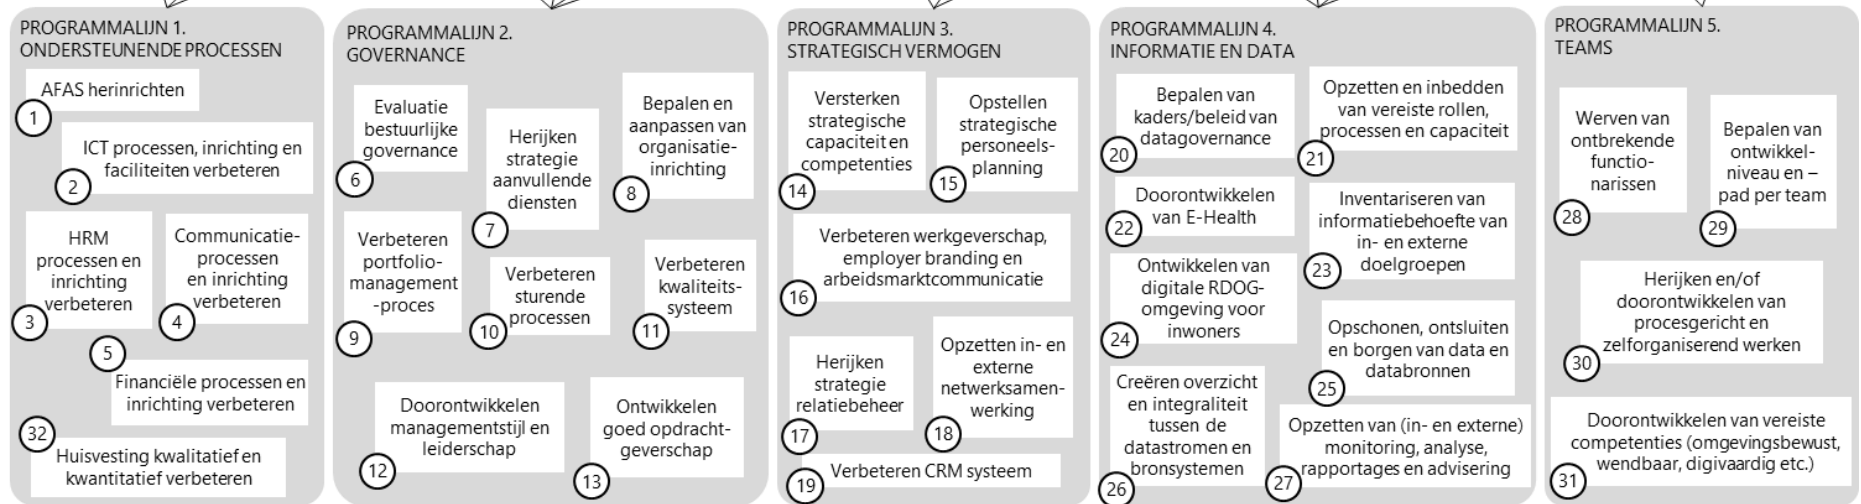 PROGRAMMALIJN 1.
ONDERSTEUNENDE PROCESSEN
AFAS herinrichten
1
ICT processen, inrichting en
faciliteiten verbeteren
2
HRM
processen en
inrichting
verbeteren
3
Communicatie-
processen
en inrichting
verbeteren
4
5
Financiële processen en
inrichting verbeteren
32
Huisvesting kwalitatief en
kwantitatief verbeteren
PROGRAMMALIJN 2.
GOVERNANCE
Evaluatie
bestuurlijke
governance
6
Herijken
strategie
aanvullende
diensten
7
Bepalen en
aanpassen van
organisatie-
inrichting
8
Verbeteren
portfolio-
management
-proces
9
Verbeteren
sturende
processen
10
Verbeteren
kwaliteits-
systeem
11
Doorontwikkelen
managementstijl en
leiderschap
12
Ontwikkelen
goed opdracht-
geverschap
13
PROGRAMMALIJN 3.
STRATEGISCH VERMOGEN
Versterken
strategische
capaciteit en
competenties
14
Opstellen
strategische
personeels-
planning
15
Verbeteren werkgeverschap,
employer branding en
arbeidsmarktcommunicatie
16
Herijken
strategie
relatiebeheer
17
Opzetten in- en
externe
netwerksamen-
werking
18
Verbeteren CRM systeem
19
PROGRAMMALIJN 4.
INFORMATIE EN DATA
Bepalen van
kaders/beleid van
datagovernance
20
Opzetten en inbedden
van vereiste rollen,
processen en capaciteit
21
Doorontwikkelen
van E-Health
22
Inventariseren van
informatiebehoefte van
in- en externe
doelgroepen
23
Ontwikkelen van
digitale RDOG-
omgeving voor
inwoners
24
Opschonen, ontsluiten
en borgen van data en
databronnen
25
Creëren overzicht
en integraliteit
tussen de
datastromen en
bronsystemen
26
Opzetten van (in- en externe)
monitoring, analyse,
rapportages en advisering
27
PROGRAMMALIJN 5.
TEAMS
Werven van
ontbrekende
functio-
narissen
28
Bepalen van
ontwikkel-
niveau en –
pad per team
29
Herijken en/of
doorontwikkelen van
procesgericht en
zelforganiserend werken
30
Doorontwikkelen van vereiste
competenties (omgevingsbewust,
wendbaar, digivaardig etc.)
31